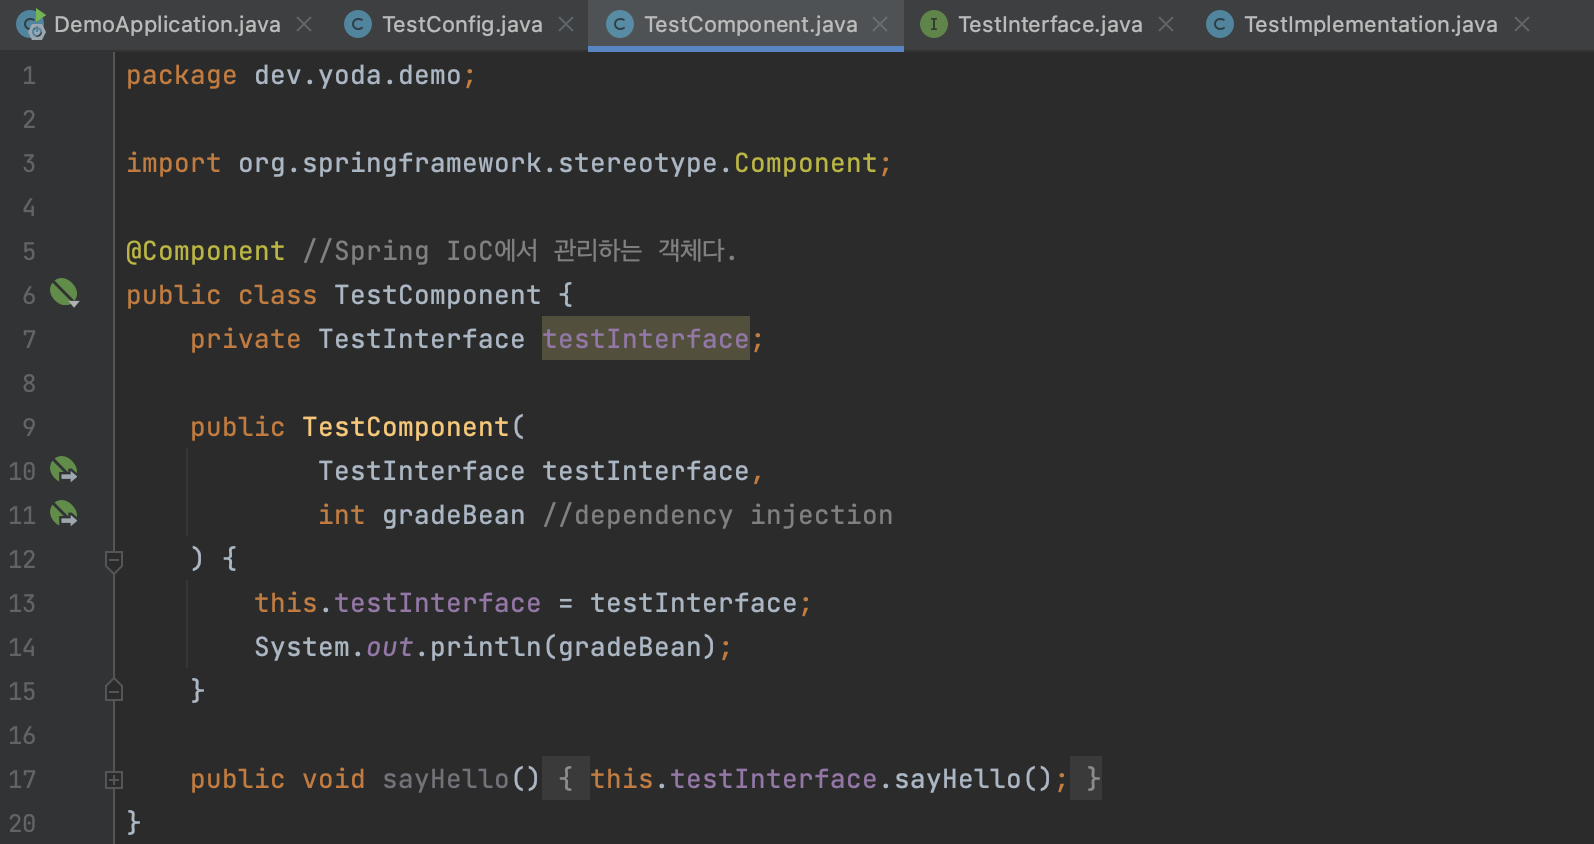 DemoApplication.java TestConfig.java TestComponent.java TestInterface.java TestImplementation.java
1 package dev.yoda.demo;
2
3 import org.springframework.stereotype.Component;
4
5 @Component //Spring IoC에서 관리하는 객체다.
6 public class TestComponent {
7 private TestInterface testInterface;
8
9 public TestComponent(
10 TestInterface testInterface,
11 int gradeBean //dependency injection
12 ) {
13 this.testInterface = testInterface;
14 System.out.println(gradeBean);
15 }
16
17 public void sayHello() { this.testInterface.sayHello(); }
20 }